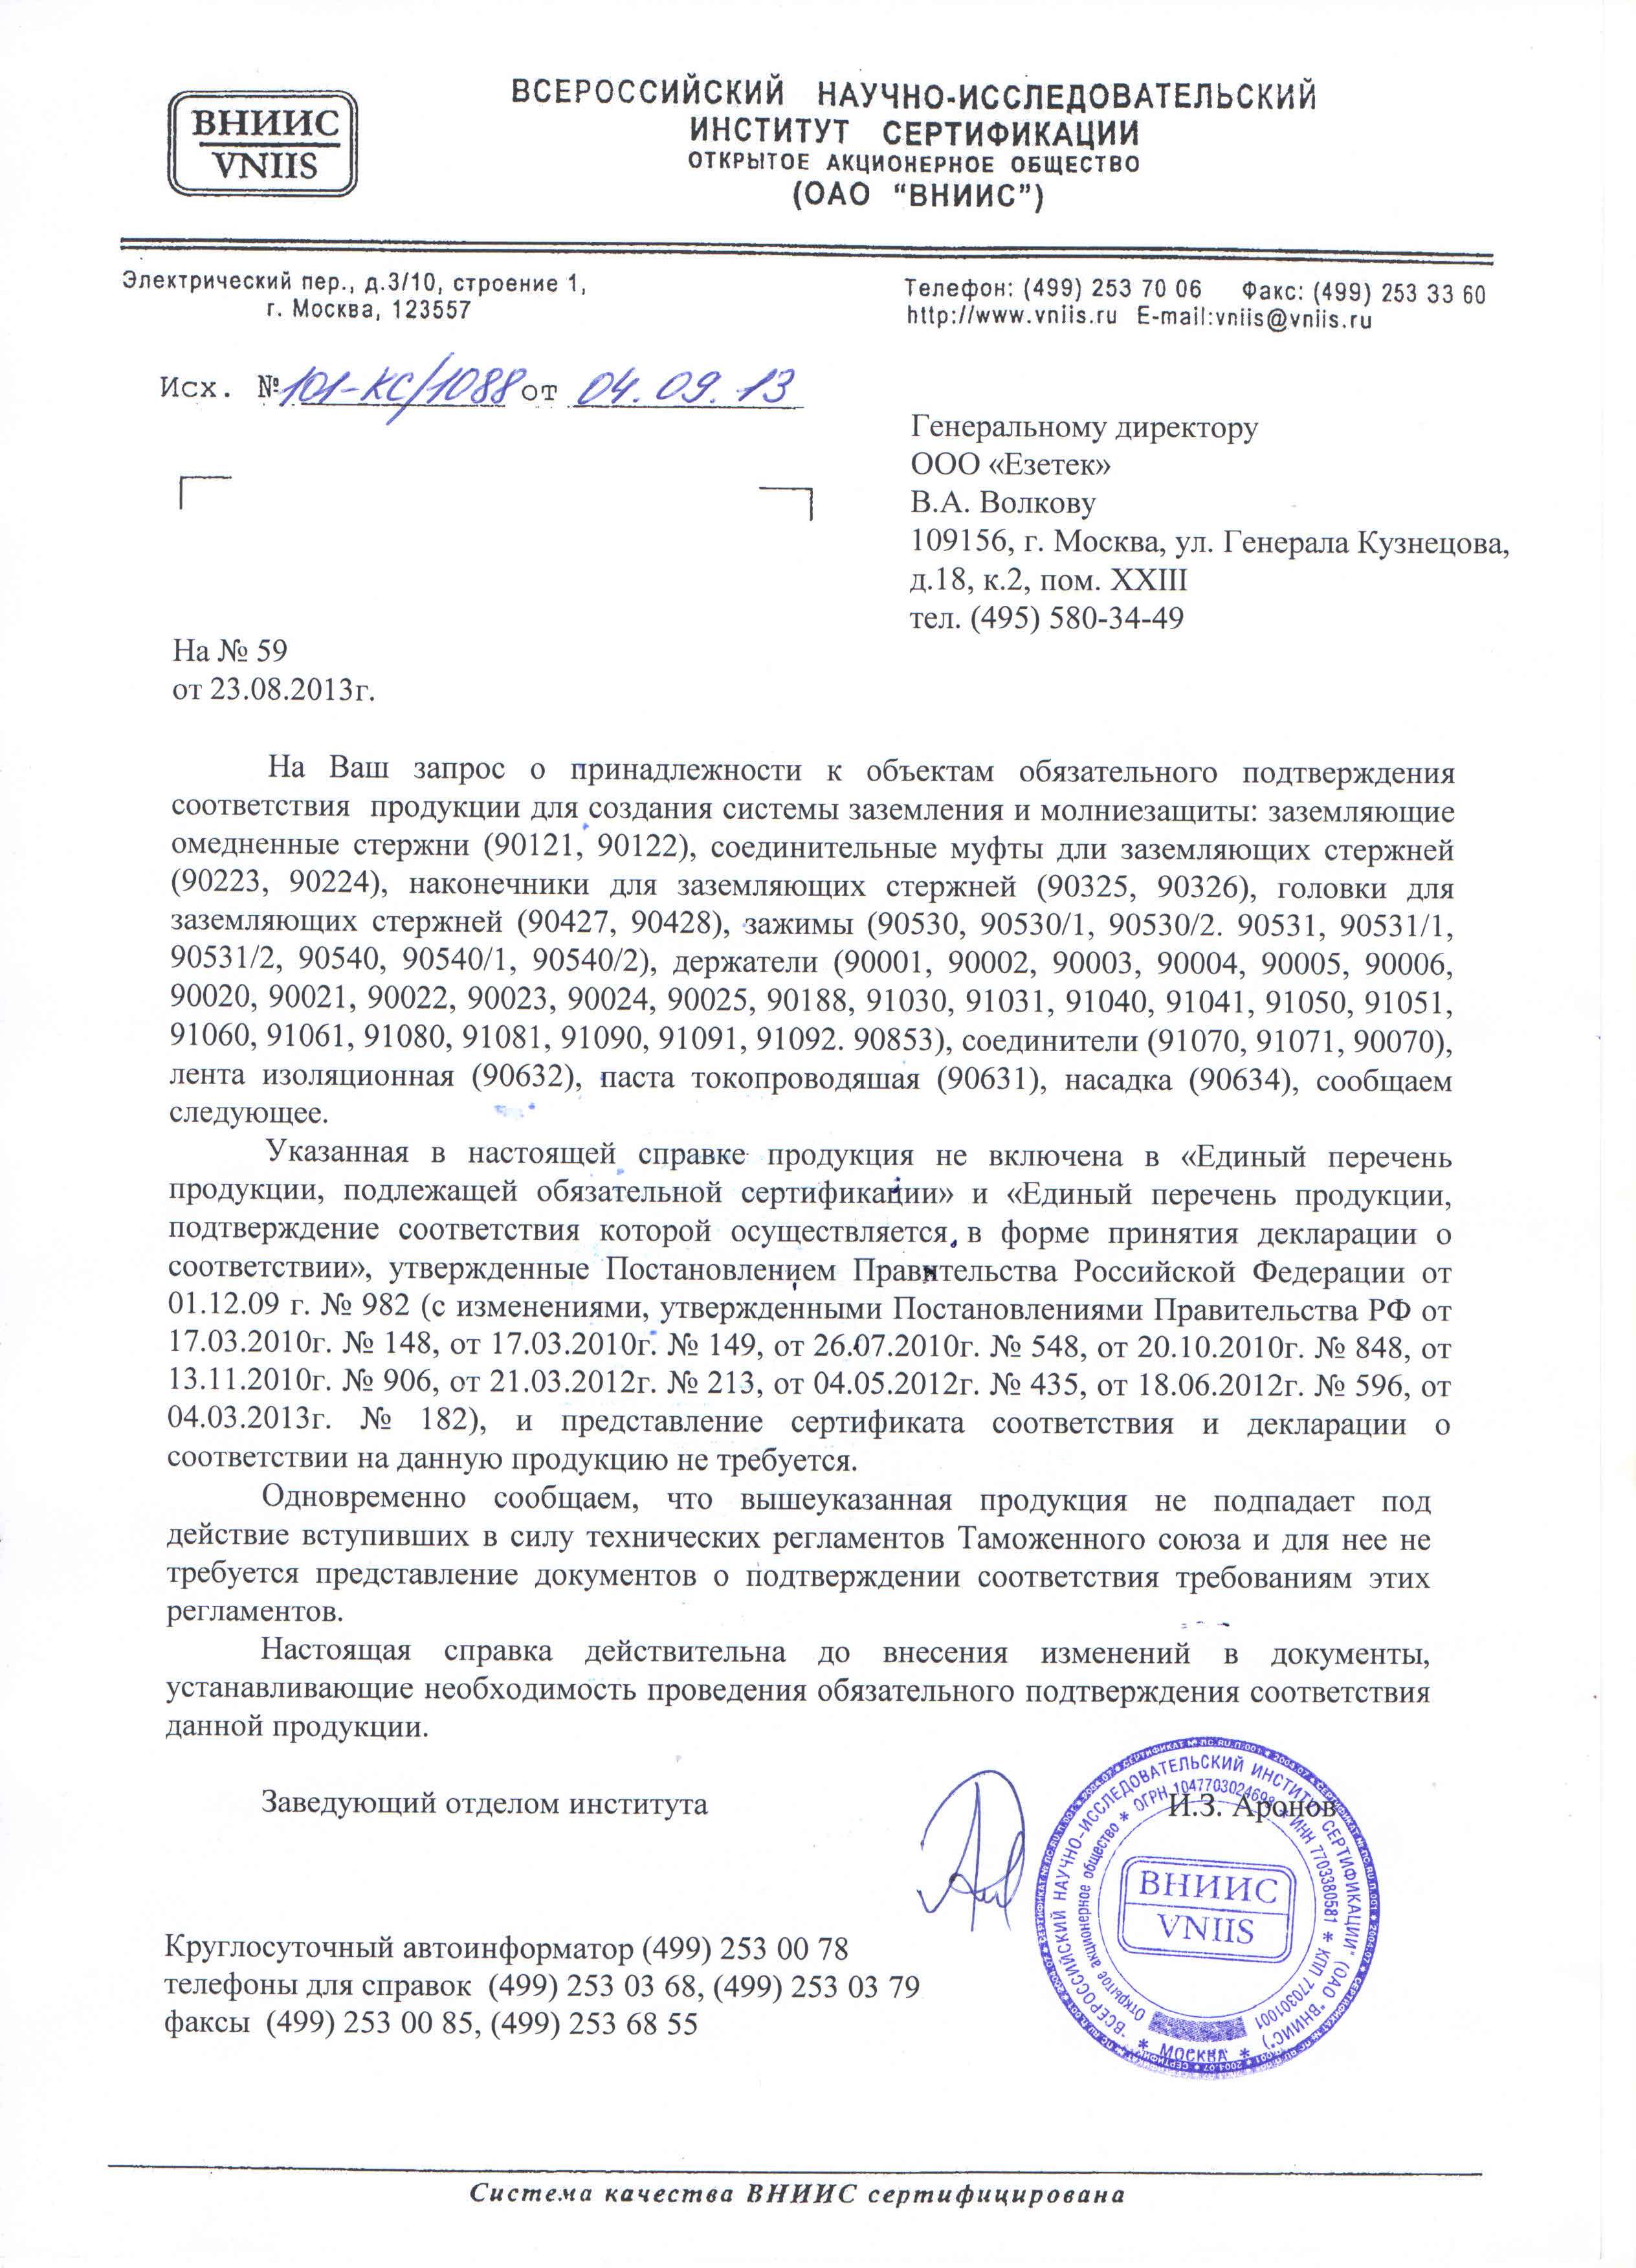 ВНИИС
VNIIS
ВСЕРОССИЙСКИЙ НАУЧНО-ИССЛЕДОВАТЕЛЬСКИЙ
ИНСТИТУТ СЕРТИФИКАЦИИ
ОТКРЫТОЕ АКЦИОНЕРНОЕ ОБЩЕСТВО
(ОАО “ВНИИС”)
Электрический пер., д.3/10, строение 1,
г. Москва, 123557
Телефон: (499) 253 70 06 Факс: (499) 253 33 60
http://www.vniis.ru E-mail:vniis@vniis.ru
Исх. № 101-КС/1088 от 04.09.13
Генеральному директору
ООО «Езетек»
В.А. Волкову
109156, г. Москва, ул. Генерала Кузнецова,
д.18, к.2, пом. XXIII
тел. (495) 580-34-49
На № 59
от 23.08.2013г.
На Ваш запрос о принадлежности к объектам обязательного подтверждения
соответствия продукции для создания системы заземления и молниезащиты: заземляющие
омедненные стержни (90121, 90122), соединительные муфты дли заземляющих стержней
(90223, 90224), наконечники для заземляющих стержней (90325, 90326), головки для
заземляющих стержней (90427, 90428), зажимы (90530, 90530/1, 90530/2. 90531, 90531/1,
90531/2, 90540, 90540/1, 90540/2), держатели (90001, 90002, 90003, 90004, 90005, 90006,
90020, 90021, 90022, 90023, 90024, 90025, 90188, 91030, 91031, 91040, 91041, 91050, 91051,
91060, 91061, 91080, 91081, 91090, 91091, 91092. 90853), соединители (91070, 91071, 90070),
лента изоляционная (90632), паста токопроводяшая (90631), насадка (90634), сообщаем
следующее.
Указанная в настоящей справке продукция не включена в «Единый перечень
продукции, подлежащей обязательной сертификации» и «Единый перечень продукции,
подтверждение соответствия которой осуществляется в форме принятия декларации о
соответствии», утвержденные Постановлением Правительства Российской Федерации от
01.12.09 г. № 982 (с изменениями, утвержденными Постановлениями Правительства РФ от
17.03.2010г. № 148, от 17.03.2010г. № 149, от 26.07.2010г. № 548, от 20.10.2010г. № 848, от
13.11.2010г. № 906, от 21.03.2012г. № 213, от 04.05.2012г. № 435, от 18.06.2012г. № 596, от
04.03.2013г. № 182), и представление сертификата соответствия и декларации о
соответствии на данную продукцию не требуется.
Одновременно сообщаем, что вышеуказанная продукция не подпадает под
действие вступивших в силу технических регламентов Таможенного союза и для нее не
требуется представление документов о подтверждении соответствия требованиям этих
регламентов.
Настоящая справка действительна до внесения изменений в документы,
устанавливающие необходимость проведения обязательного подтверждения соответствия
данной продукции.
Заведующий отделом института И.З. Аронов
"ВСЕРОССИЙСКИЙ НАУЧНО-ИССЛЕДОВАТЕЛЬСКИЙ ИНСТИТУТ СЕРТИФИКАЦИИ" (ОАО "ВНИИС")
Открытое акционерное общество * ОГРН 1047703024698 * ИНН 7703380581 * КПП 770301001
* МОСКВА *
ВНИИС
VNIIS
Круглосуточный автоинформатор (499) 253 00 78
телефоны для справок (499) 253 03 68, (499) 253 03 79
факсы (499) 253 00 85, (499) 253 68 55
Система качества ВНИИС сертифицирована